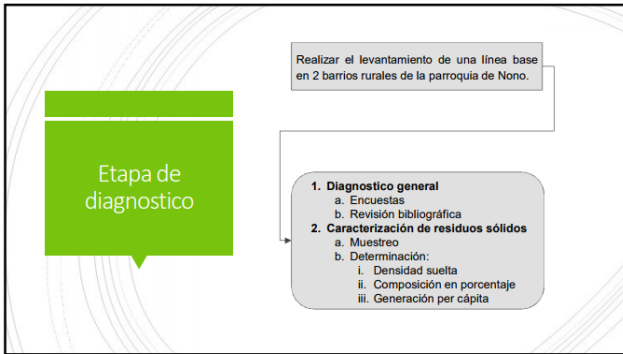 Etapa de
diagnostico
Realizar el levantamiento de una línea base
en 2 barrios rurales de la parroquia de Nono.
1. Diagnostico general
a. Encuestas
b. Revisión bibliográfica
2. Caracterización de residuos sólidos
a. Muestreo
b. Determinación:
i. Densidad suelta
ii. Composición en porcentaje
iii. Generación per cápita